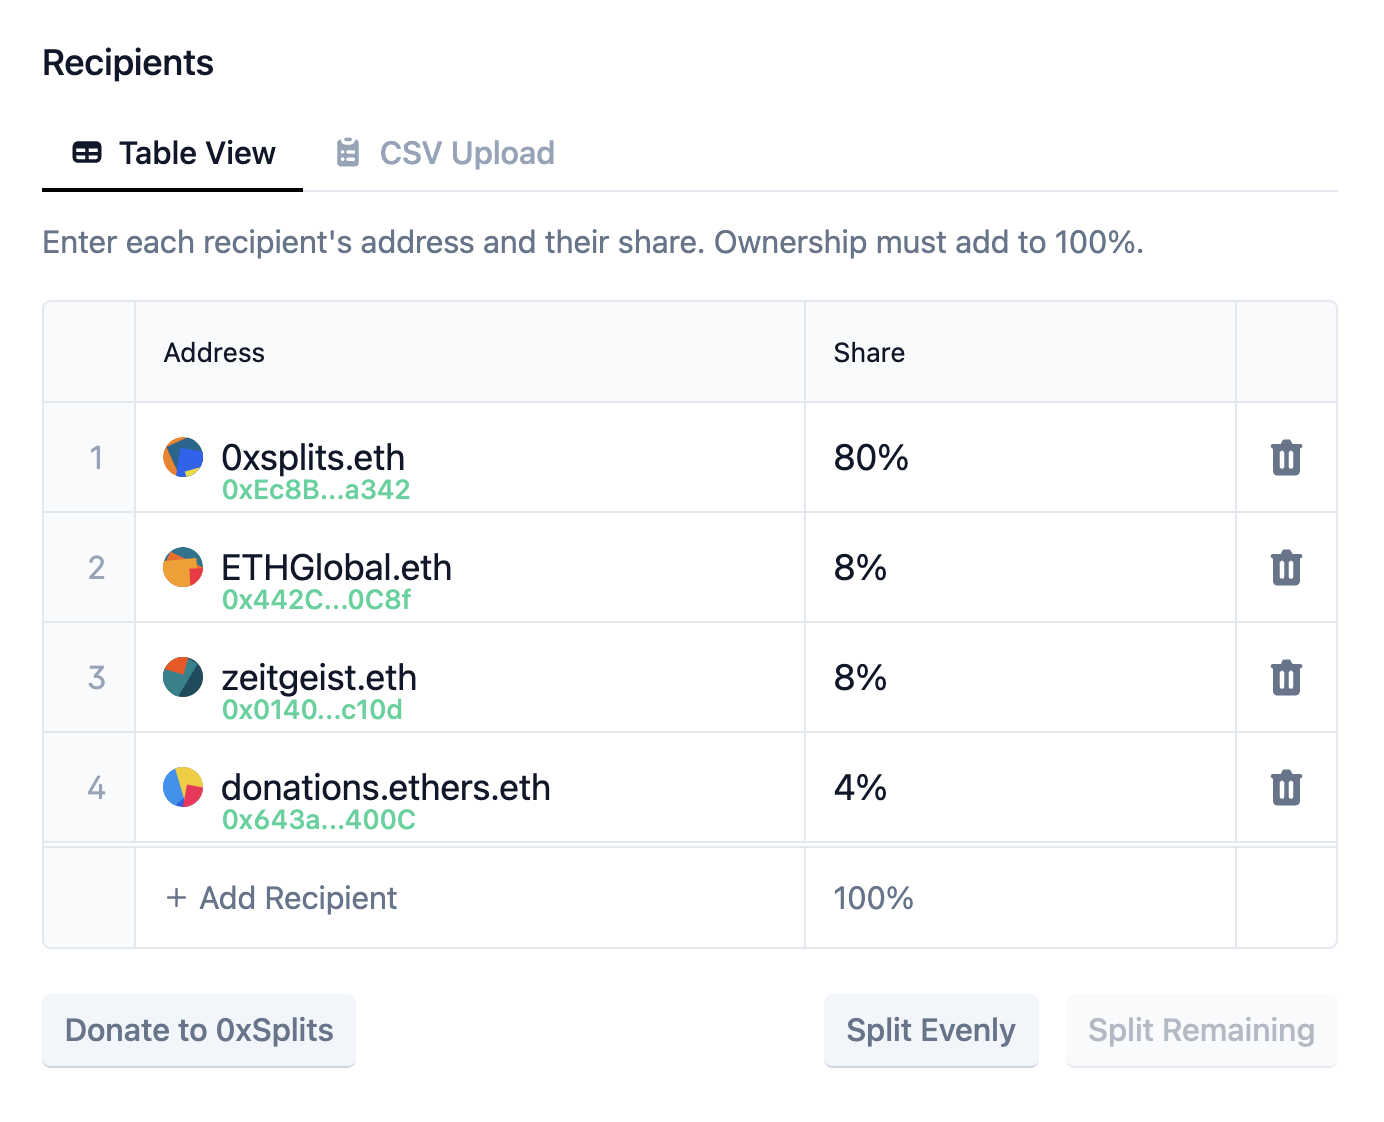 Recipients
Table View
CSV Upload
Enter each recipient's address and their share. Ownership must add to 100%.
Address
Share
1
0xsplits.eth
0xEc8B...a342
80%
2
ETHGlobal.eth
0x442C...0C8f
8%
3
zeitgeist.eth
0x0140...c10d
8%
4
donations.ethers.eth
0x643a...400C
4%
+ Add Recipient
100%
Donate to 0xSplits
Split Evenly
Split Remaining